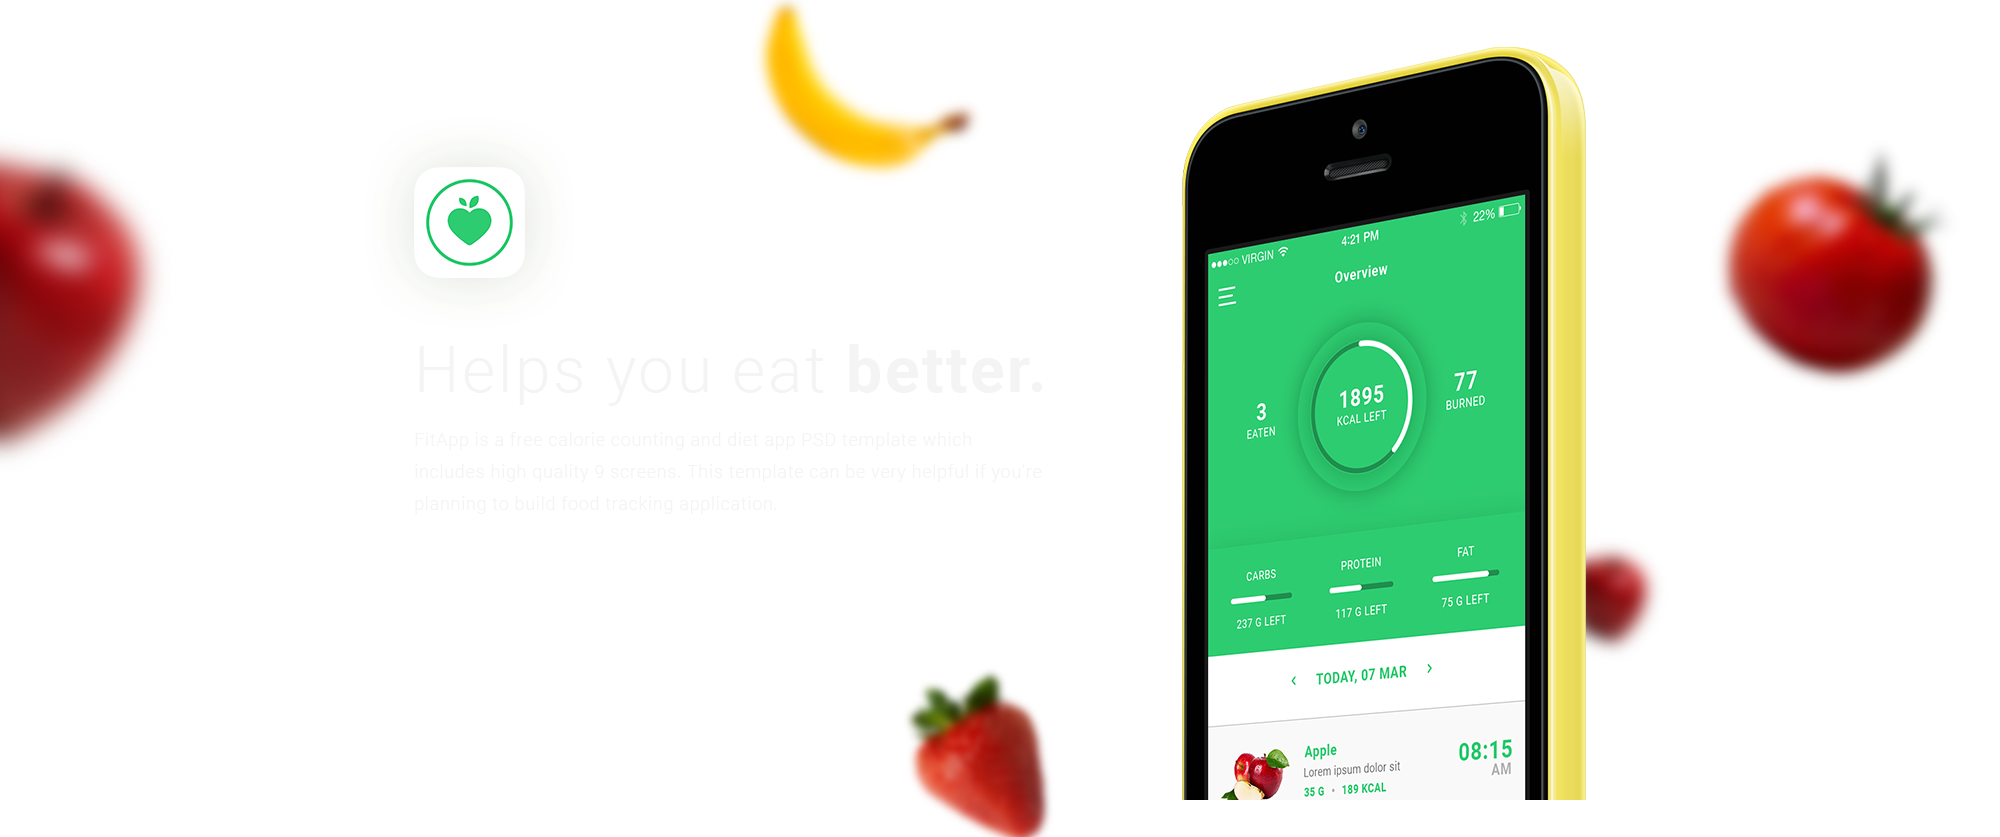 Helps you eat better.
FitApp is a free calorie counting and diet app PSD template which
includes high quality 9 screens. This template can be very helpful if you're
planning to build food tracking application.
VIRGIN 4:21 PM 22%
Overview
3
EATEN
1895
KCAL LEFT
77
BURNED
CARBS
237 G LEFT
PROTEIN
117 G LEFT
FAT
75 G LEFT
‹ TODAY, 07 MAR ›
Apple
Lorem ipsum dolor sit
35 G • 189 KCAL
08:15
AM